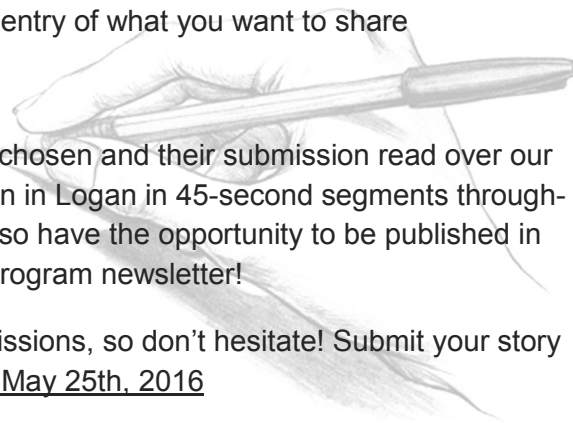 entry of what you want to share
chosen and their submission read over our
n in Logan in 45-second segments through-
so have the opportunity to be published in
rogram newsletter!
issions, so don’t hesitate! Submit your story
May 25th, 2016